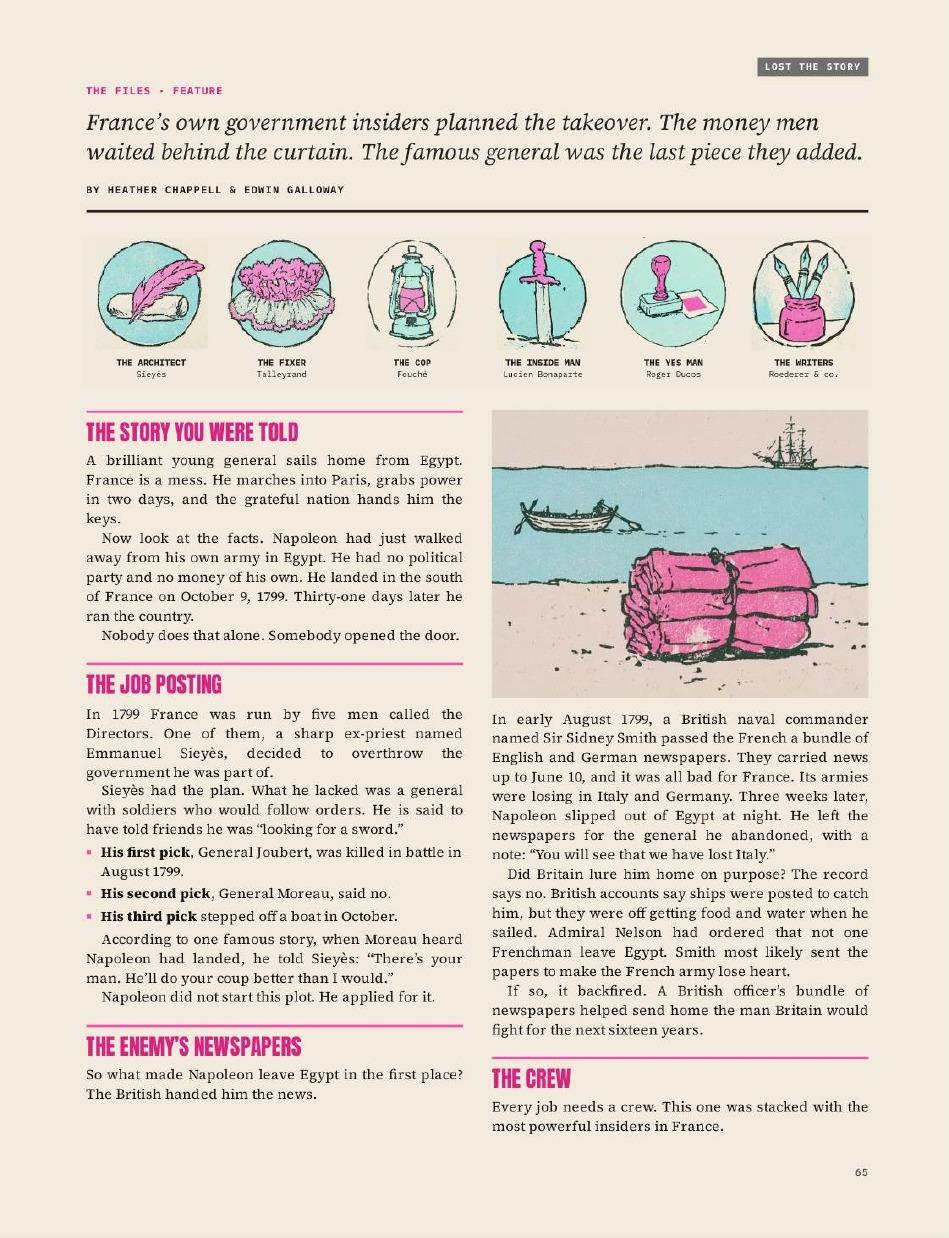 LOST THE STORY
THE FILES • FEATURE
France’s own government insiders planned the takeover. The money men
waited behind the curtain. The famous general was the last piece they added.
BY HEATHER CHAPPELL & EDWIN GALLOWAY
THE ARCHITECT
Sieyès
THE FIXER
Talleyrand
THE COP
Fouché
THE INSIDE MAN
Lucien Bonaparte
THE YES MAN
Roger Ducos
THE WRITERS
Roederer & co.
THE STORY YOU WERE TOLD
A brilliant young general sails home from Egypt.
France is a mess. He marches into Paris, grabs power
in two days, and the grateful nation hands him the
keys.
Now look at the facts. Napoleon had just walked
away from his own army in Egypt. He had no political
party and no money of his own. He landed in the south
of France on October 9, 1799. Thirty-one days later he
ran the country.
Nobody does that alone. Somebody opened the door.
THE JOB POSTING
In 1799 France was run by five men called the
Directors. One of them, a sharp ex-priest named
Emmanuel Sieyès, decided to overthrow the
government he was part of.
Sieyès had the plan. What he lacked was a general
with soldiers who would follow orders. He is said to
have told friends he was “looking for a sword.”
▪ His first pick, General Joubert, was killed in battle in
August 1799.
▪ His second pick, General Moreau, said no.
▪ His third pick stepped off a boat in October.
According to one famous story, when Moreau heard
Napoleon had landed, he told Sieyès: “There’s your
man. He’ll do your coup better than I would.”
Napoleon did not start this plot. He applied for it.
THE ENEMY’S NEWSPAPERS
So what made Napoleon leave Egypt in the first place?
The British handed him the news.
In early August 1799, a British naval commander
named Sir Sidney Smith passed the French a bundle of
English and German newspapers. They carried news
up to June 10, and it was all bad for France. Its armies
were losing in Italy and Germany. Three weeks later,
Napoleon slipped out of Egypt at night. He left the
newspapers for the general he abandoned, with a
note: “You will see that we have lost Italy.”
Did Britain lure him home on purpose? The record
says no. British accounts say ships were posted to catch
him, but they were off getting food and water when he
sailed. Admiral Nelson had ordered that not one
Frenchman leave Egypt. Smith most likely sent the
papers to make the French army lose heart.
If so, it backfired. A British officer’s bundle of
newspapers helped send home the man Britain would
fight for the next sixteen years.
THE CREW
Every job needs a crew. This one was stacked with the
most powerful insiders in France.
65